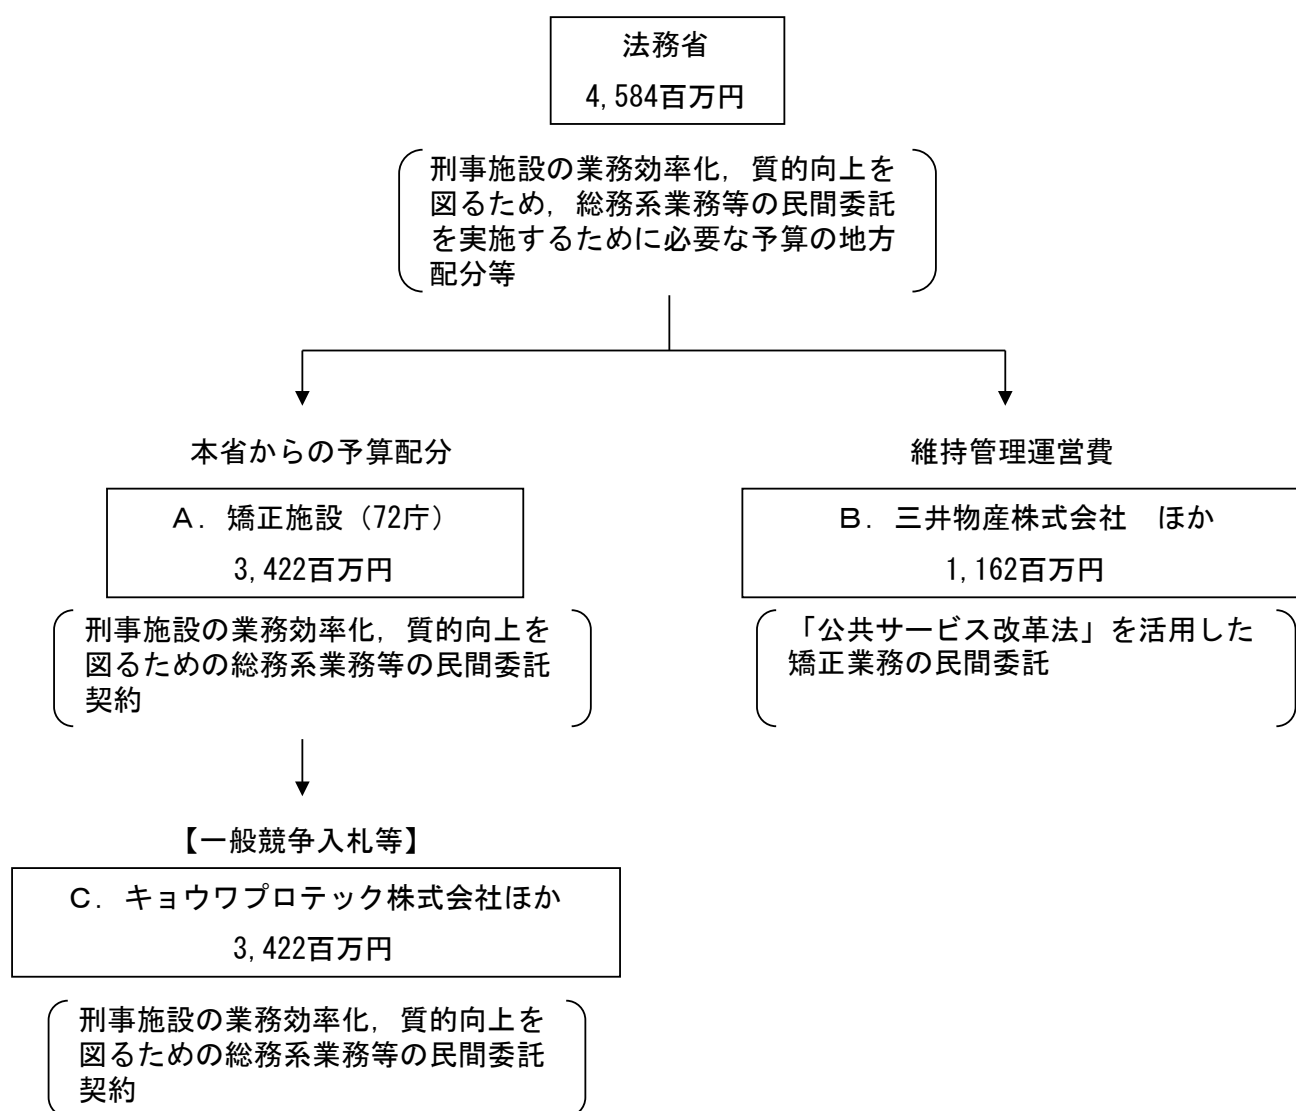 法務省
4,584百万円
刑事施設の業務効率化，質的向上を
図るため，総務系業務等の民間委託
を実施するために必要な予算の地方
配分等
本省からの予算配分
Ａ．矯正施設（72庁）
3,422百万円
刑事施設の業務効率化，質的向上を
図るための総務系業務等の民間委託
契約
維持管理運営費
Ｂ．三井物産株式会社　ほか
1,162百万円
「公共サービス改革法」を活用した
矯正業務の民間委託
【一般競争入札等】
Ｃ．キョウワプロテック株式会社ほか
3,422百万円
刑事施設の業務効率化，質的向上を
図るための総務系業務等の民間委託
契約